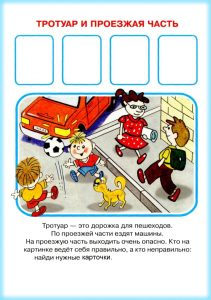 ТРОТУАР И ПРОЕЗЖАЯ ЧАСТЬ
Тротуар — это дорожка для пешеходов.
По проезжей части ездят машины.
На проезжую часть выходить очень опасно. Кто на
картинке ведёт себя правильно, а кто неправильно:
найди нужные карточки.